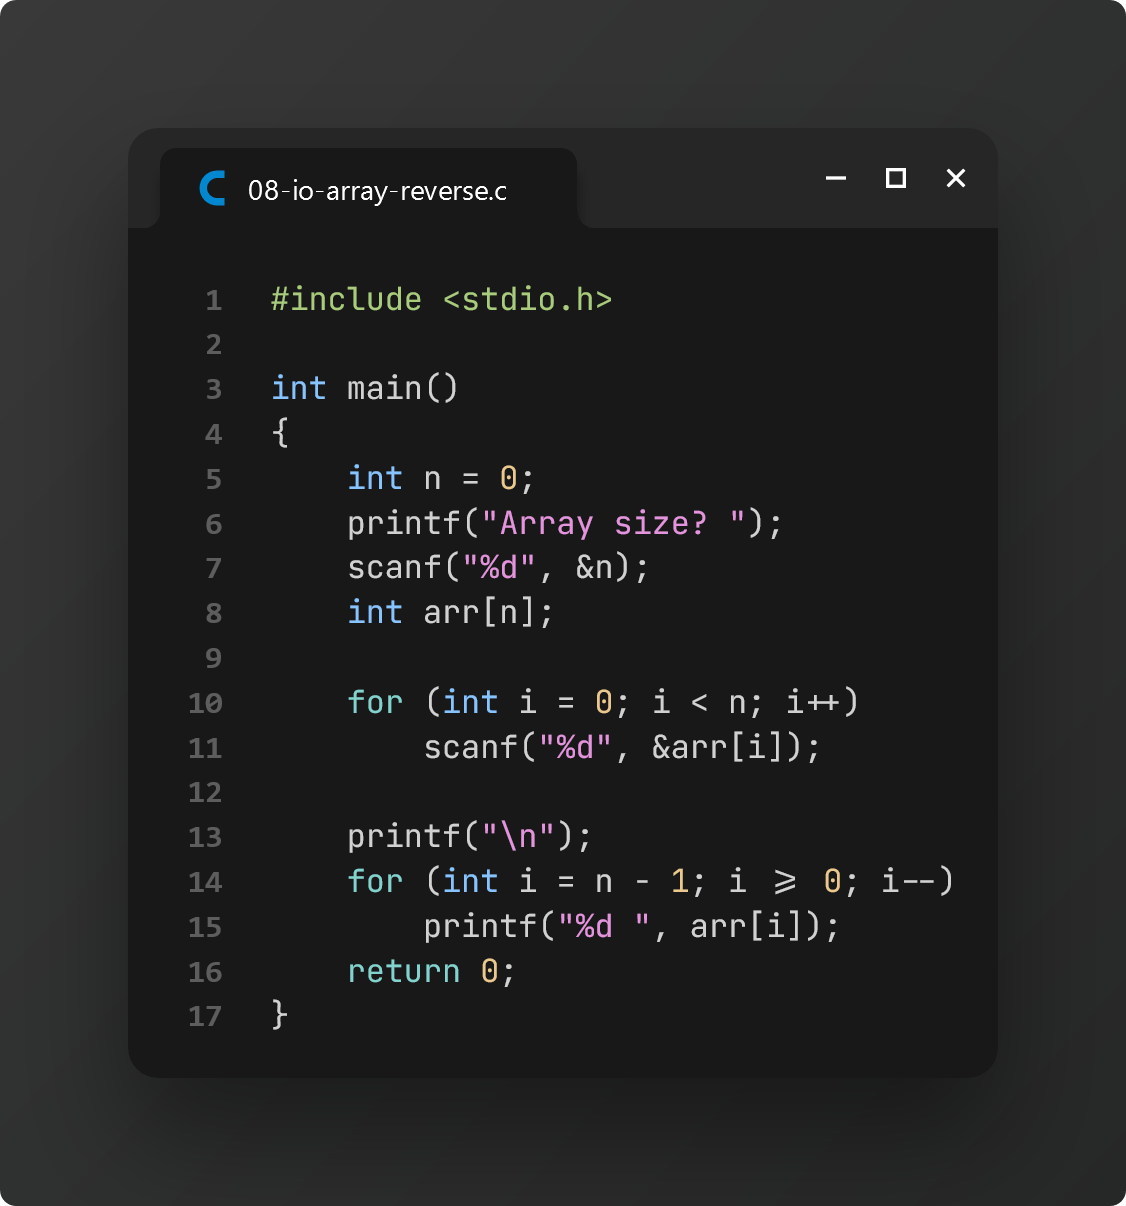 08-io-array-reverse.c
1 #include <stdio.h>
2
3 int main()
4 {
5     int n = 0;
6     printf("Array size? ");
7     scanf("%d", &n);
8     int arr[n];
9
10     for (int i = 0; i < n; i++)
11         scanf("%d", &arr[i]);
12
13     printf("\n");
14     for (int i = n - 1; i >= 0; i--)
15         printf("%d ", arr[i]);
16     return 0;
17 }